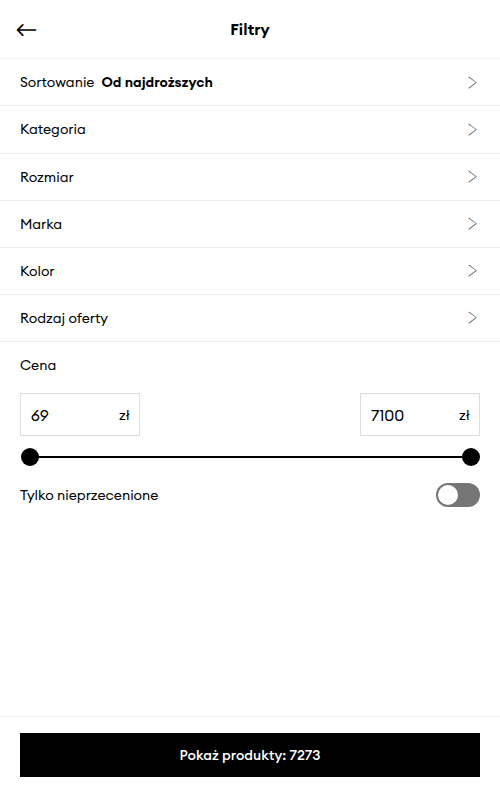 Filtry
Sortowanie Od najdroższych
Kategoria
Rozmiar
Marka
Kolor
Rodzaj oferty
Cena
69 zł 7100 zł
Tylko nieprzecenione
Pokaż produkty: 7273